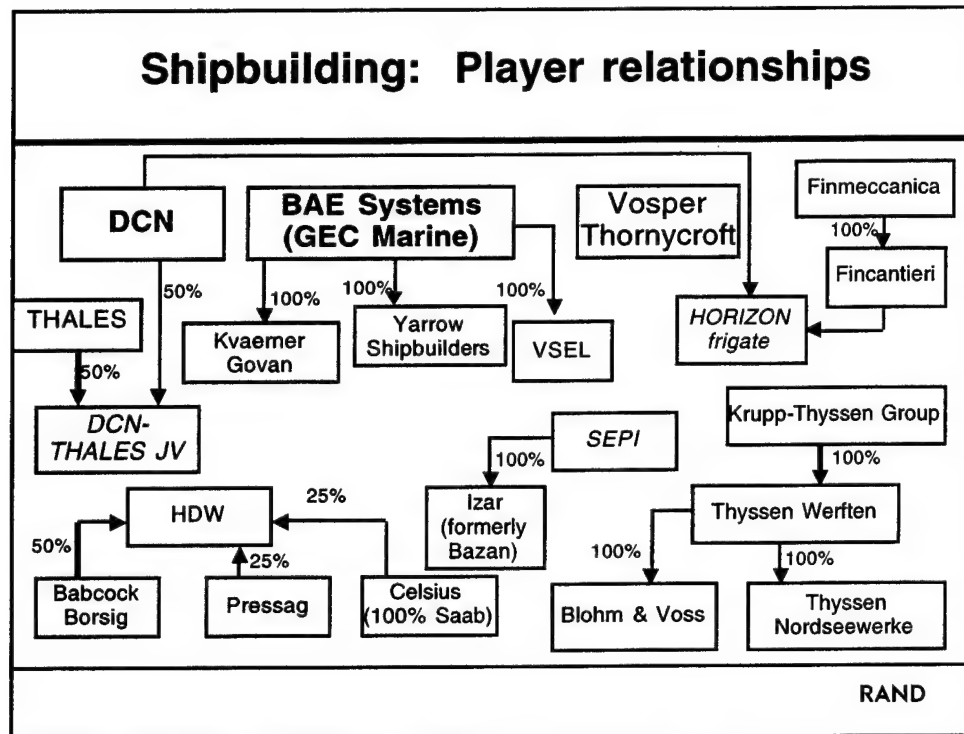 Shipbuilding: Player relationships
DCN
BAE Systems
(GEC Marine)
Vosper
Thornycroft
Finmeccanica
100%
Fincantieri
50%
THALES
50%
100%
Kvaerner
Govan
100%
Yarrow
Shipbuilders
100%
VSEL
HORIZON
frigate
DCN-
THALES JV
SEPI
100%
Izar
(formerly
Bazan)
Krupp-Thyssen Group
100%
Thyssen Werften
100%
100%
Blohm & Voss
Thyssen
Nordseewerke
HDW
25%
50%
25%
Babcock
Borsig
Pressag
Celsius
(100% Saab)
RAND